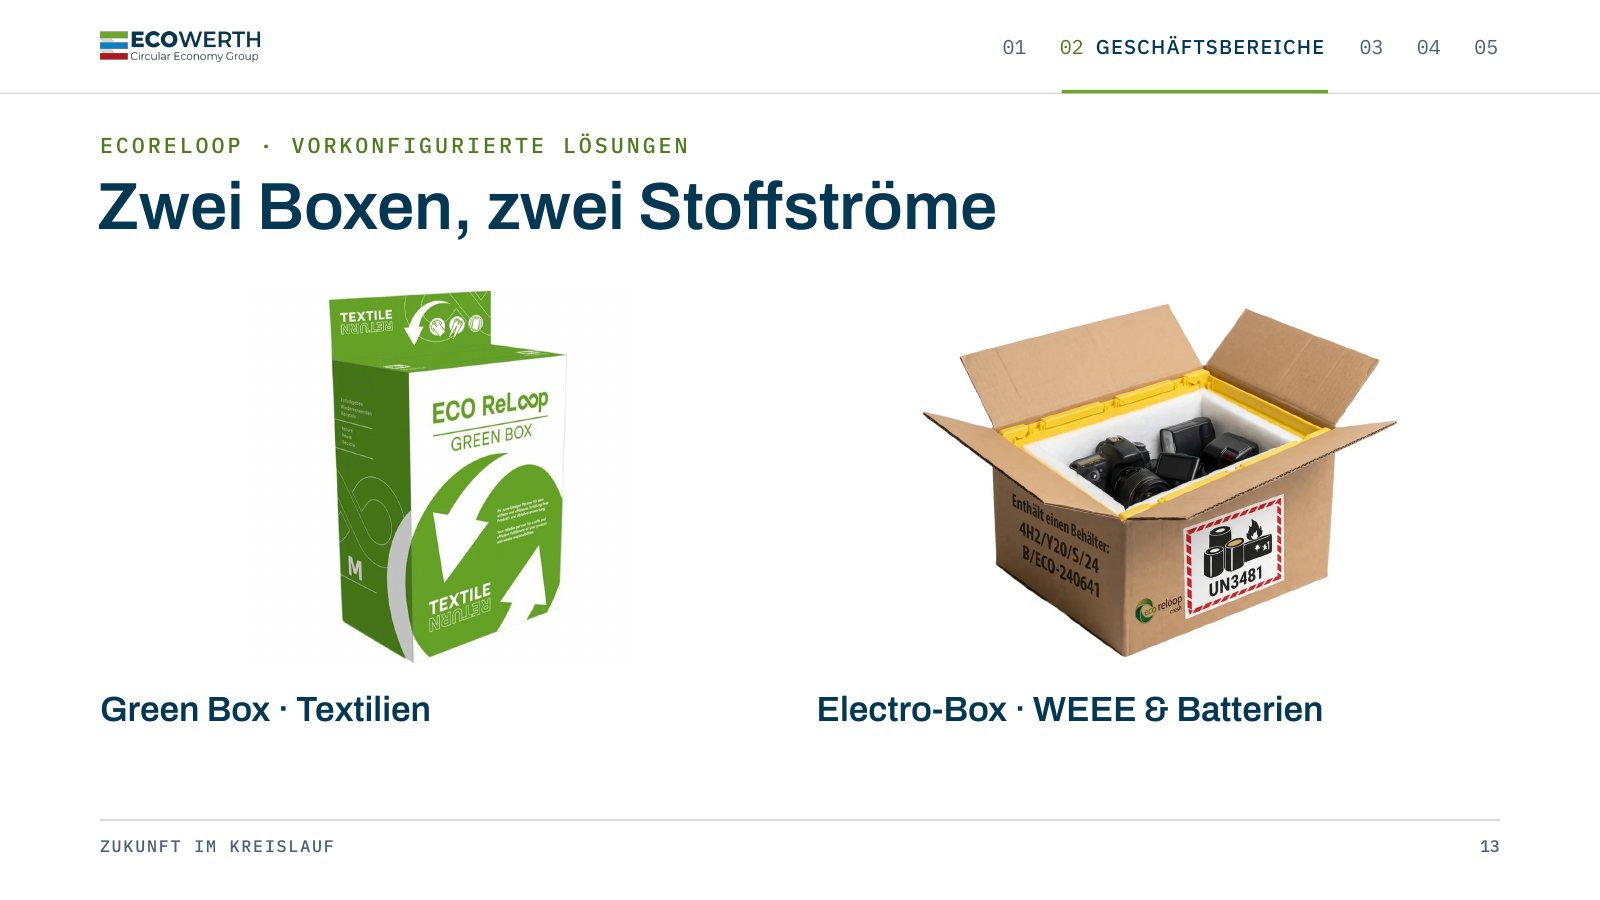 ECOWERTH
Circular Economy Group
01 02 GESCHÄFTSBEREICHE 03 04 05
ECORELOOP · VORKONFIGURIERTE LÖSUNGEN
Zwei Boxen, zwei Stoffströme
TEXTILE
RETURN
ECO ReLoop
GREEN BOX
M
TEXTILE
RETURN
Enthält einen Behälter:
4H2/Y20/S/24
B/ECO-240641
UN3481
eco reloop
Green Box · Textilien
Electro-Box · WEEE & Batterien
ZUKUNFT IM KREISLAUF
13